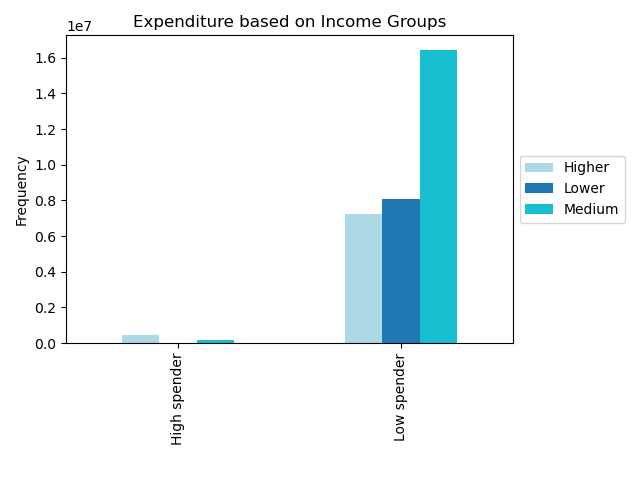 Expenditure based on Income Groups
1e7
1.6
1.4
1.2
1.0
0.8
0.6
0.4
0.2
0.0
Frequency
High spender
Low spender
Higher
Lower
Medium